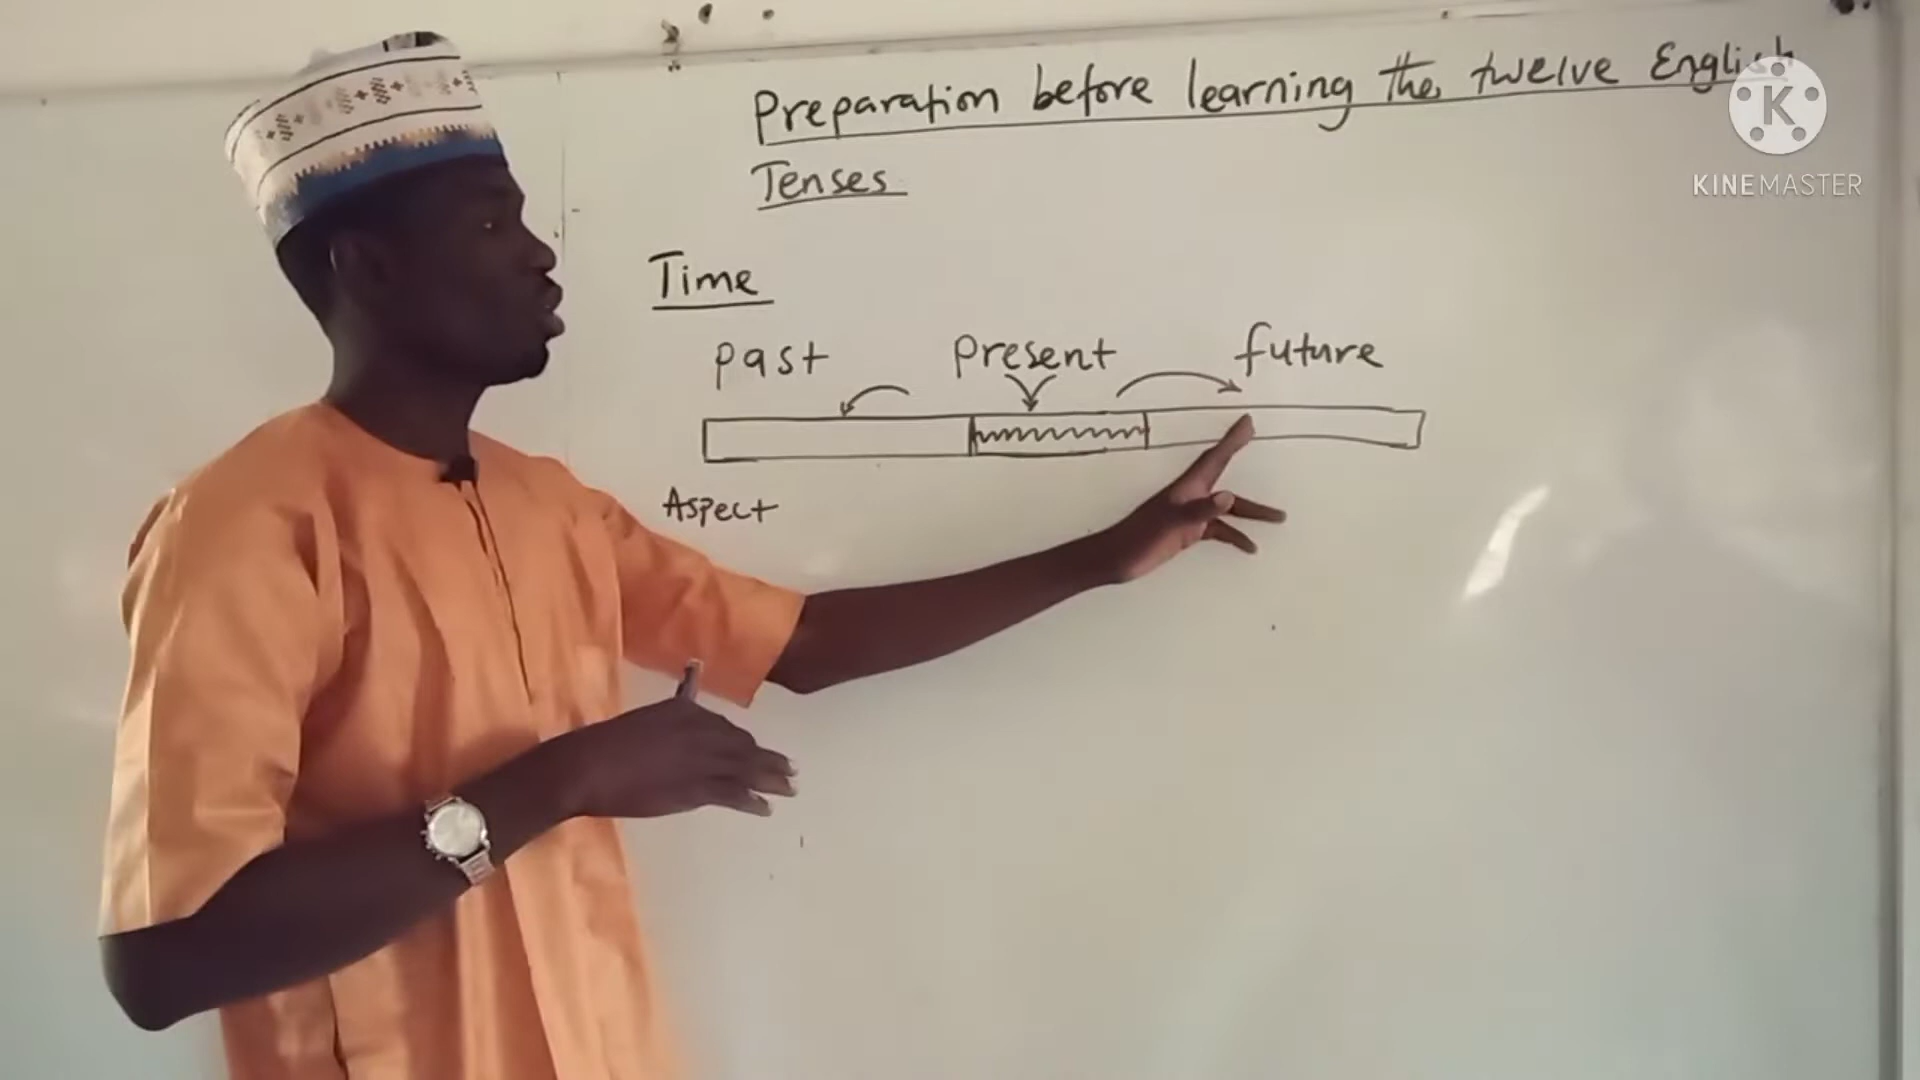 Preparation before learning the twelve English
Tenses
Time
past present future
Aspect
K
KINEMASTER